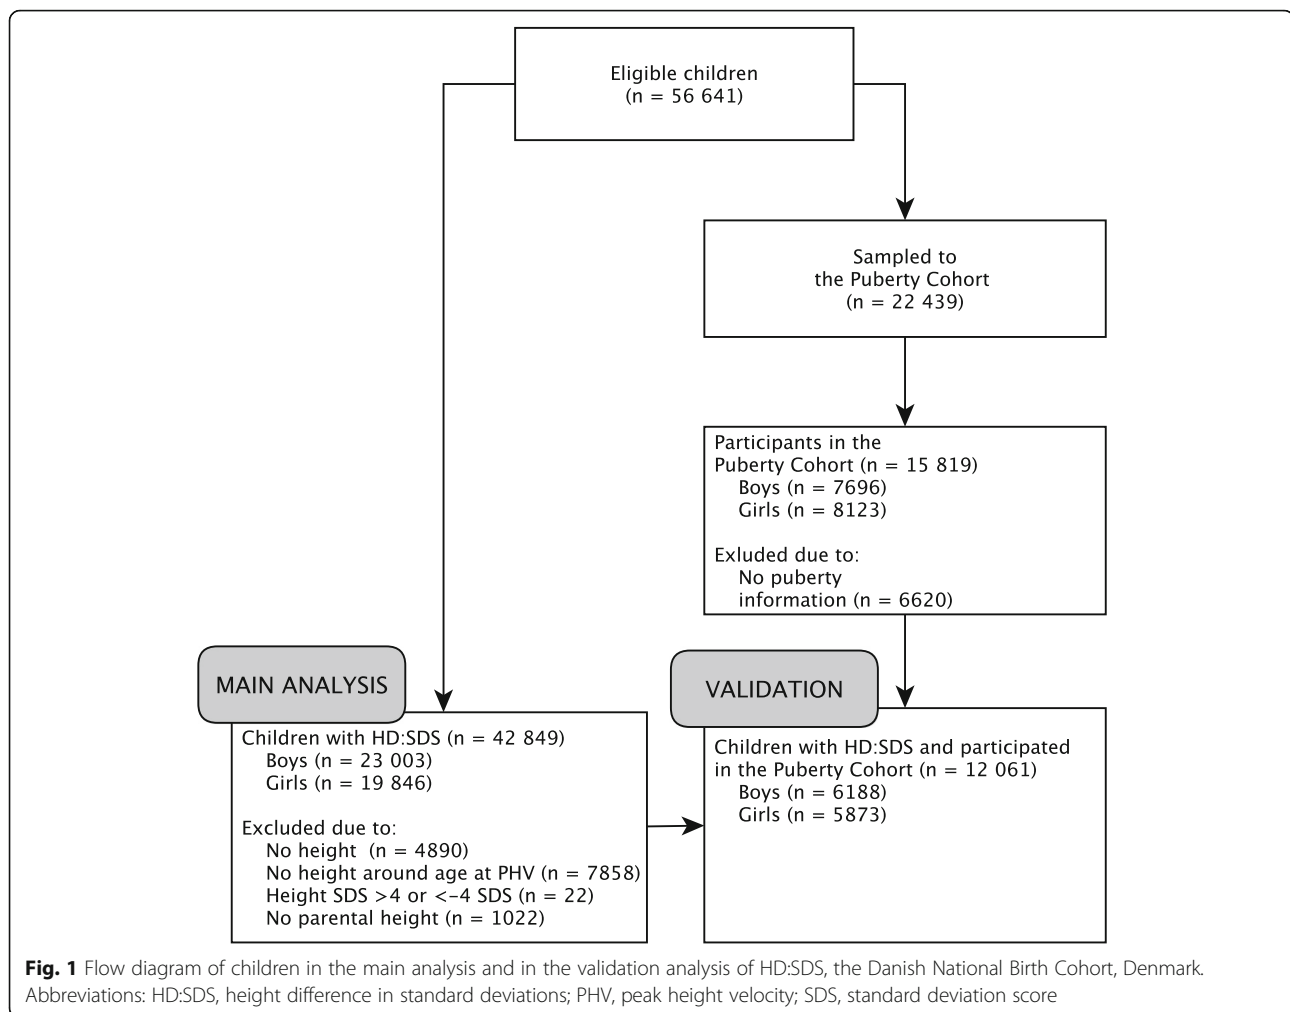 Eligible children
(n = 56 641)
Sampled to
the Puberty Cohort
(n = 22 439)
Participants in the
Puberty Cohort (n = 15 819)
Boys (n = 7696)
Girls (n = 8123)
Exluded due to:
No puberty
information (n = 6620)
MAIN ANALYSIS
Children with HD:SDS (n = 42 849)
Boys (n = 23 003)
Girls (n = 19 846)
Excluded due to:
No height (n = 4890)
No height around age at PHV (n = 7858)
Height SDS >4 or <-4 SDS (n = 22)
No parental height (n = 1022)
VALIDATION
Children with HD:SDS and participated
in the Puberty Cohort (n = 12 061)
Boys (n = 6188)
Girls (n = 5873)
Fig. 1 Flow diagram of children in the main analysis and in the validation analysis of HD:SDS, the Danish National Birth Cohort, Denmark.
Abbreviations: HD:SDS, height difference in standard deviations; PHV, peak height velocity; SDS, standard deviation score